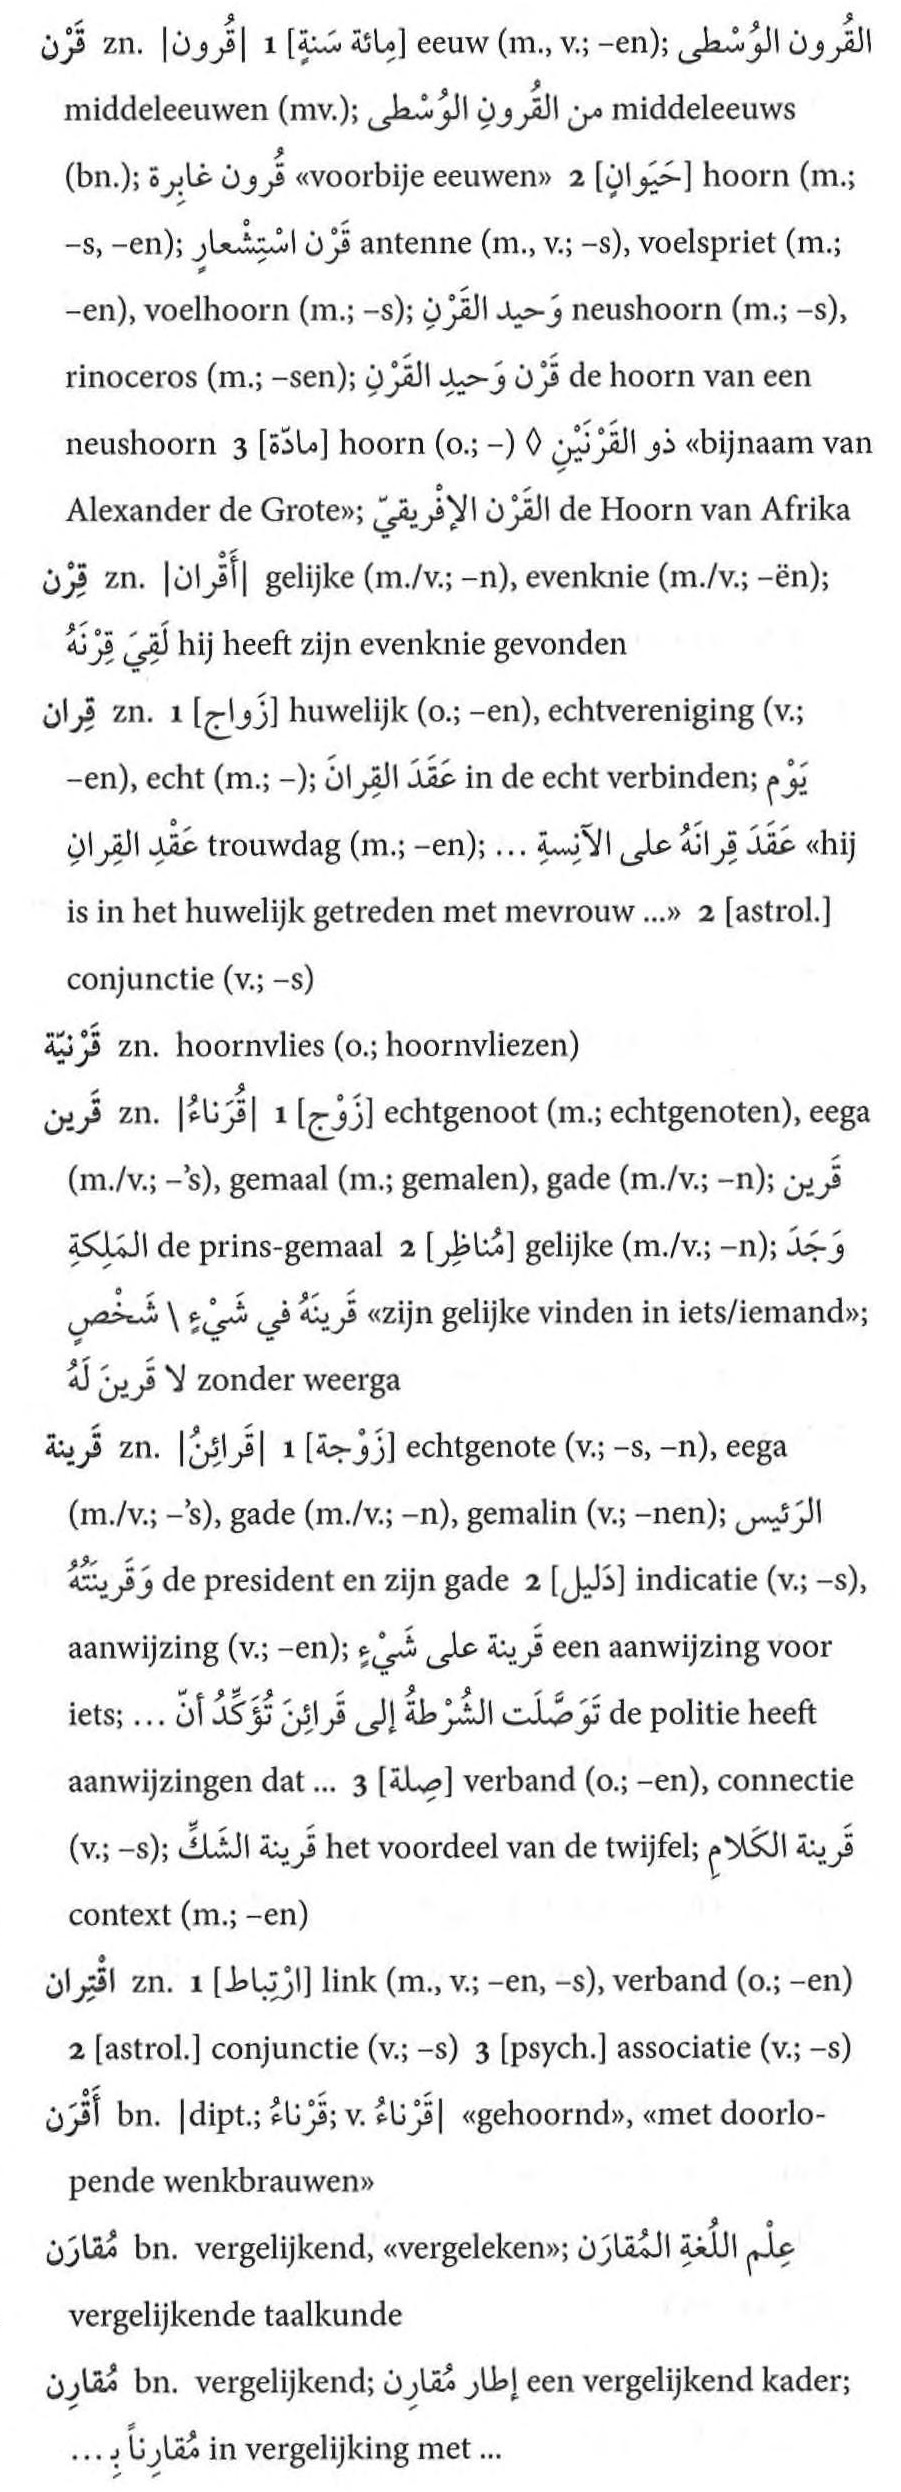 قَرْن zn. |قُرون| 1 [مِائة سَنةٍ] eeuw (m., v.; –en); القُرون الوُسْطى
middeleeuwen (mv.); من القُرونِ الوُسْطى middeleeuws
(bn.); قُرون غابِرة «voorbije eeuwen» 2 [حَيَوانٍ] hoorn (m.;
–s, –en); قَرْن اسْتِشْعارٍ antenne (m., v.; –s), voelspriet (m.;
–en), voelhoorn (m.; –s); وَحيد القَرْنِ neushoorn (m.; –s),
rinoceros (m.; –sen); قَرْن وَحيدِ القَرْنِ de hoorn van een
neushoorn 3 [مادّة] hoorn (o.; –) ◊ ذو القَرْنَيْنِ «bijnaam van
Alexander de Grote»; القَرْن الإفْريقيّ de Hoorn van Afrika
قِرْن zn. |أَقْران| gelijke (m./v.; –n), evenknie (m./v.; –ën);
لَقِيَ قِرْنَهُ hij heeft zijn evenknie gevonden
قِران zn. 1 [زَواج] huwelijk (o.; –en), echtvereniging (v.;
–en), echt (m.; –); عَقَدَ القِرانَ in de echt verbinden; يَوْم
عَقْدِ القِرانِ trouwdag (m.; –en); عَقَدَ قِرانَهُ على الآنِسةِ ... «hij
is in het huwelijk getreden met mevrouw ...» 2 [astrol.]
conjunctie (v.; –s)
قَرْنيّة zn. hoornvlies (o.; hoornvliezen)
قَرين zn. |قُرَناءُ| 1 [زَوْج] echtgenoot (m.; echtgenoten), eega
(m./v.; –’s), gemaal (m.; gemalen), gade (m./v.; –n); قَرين
المَلِكةِ de prins-gemaal 2 [مُناظِر] gelijke (m./v.; –n); وَجَدَ
قَرينَهُ في شَيْءٍ \ شَخْصٍ «zijn gelijke vinden in iets/iemand»;
لا قَرينَ لَهُ zonder weerga
قَرينة zn. |قَرائِنُ| 1 [زَوْجة] echtgenote (v.; –s, –n), eega
(m./v.; –’s), gade (m./v.; –n), gemalin (v.; –nen); الرَئيس
وَقَرينَتُهُ de president en zijn gade 2 [دَليل] indicatie (v.; –s),
aanwijzing (v.; –en); قَرينة على شَيْءٍ een aanwijzing voor
iets; تَوَصَّلَت الشُرْطةُ إلى قَرائِنَ تُؤَكِّدُ أنّ ... de politie heeft
aanwijzingen dat ... 3 [صِلة] verband (o.; –en), connectie
(v.; –s); قَرينة الشَكِّ het voordeel van de twijfel; قَرينة الكَلامِ
context (m.; –en)
اقْتِران zn. 1 [ارْتِباط] link (m., v.; –en, –s), verband (o.; –en)
2 [astrol.] conjunctie (v.; –s) 3 [psych.] associatie (v.; –s)
أَقْرَن bn. |dipt.; قَرْناءُ; v. قَرْناءُ| «gehoornd», «met doorlo-
pende wenkbrauwen»
مُقارَن bn. vergelijkend, «vergeleken»; عِلْم اللُغةِ المُقارَن
vergelijkende taalkunde
مُقارِن bn. vergelijkend; إطار مُقارِن een vergelijkend kader;
مُقارِناً بِـ ... in vergelijking met ...